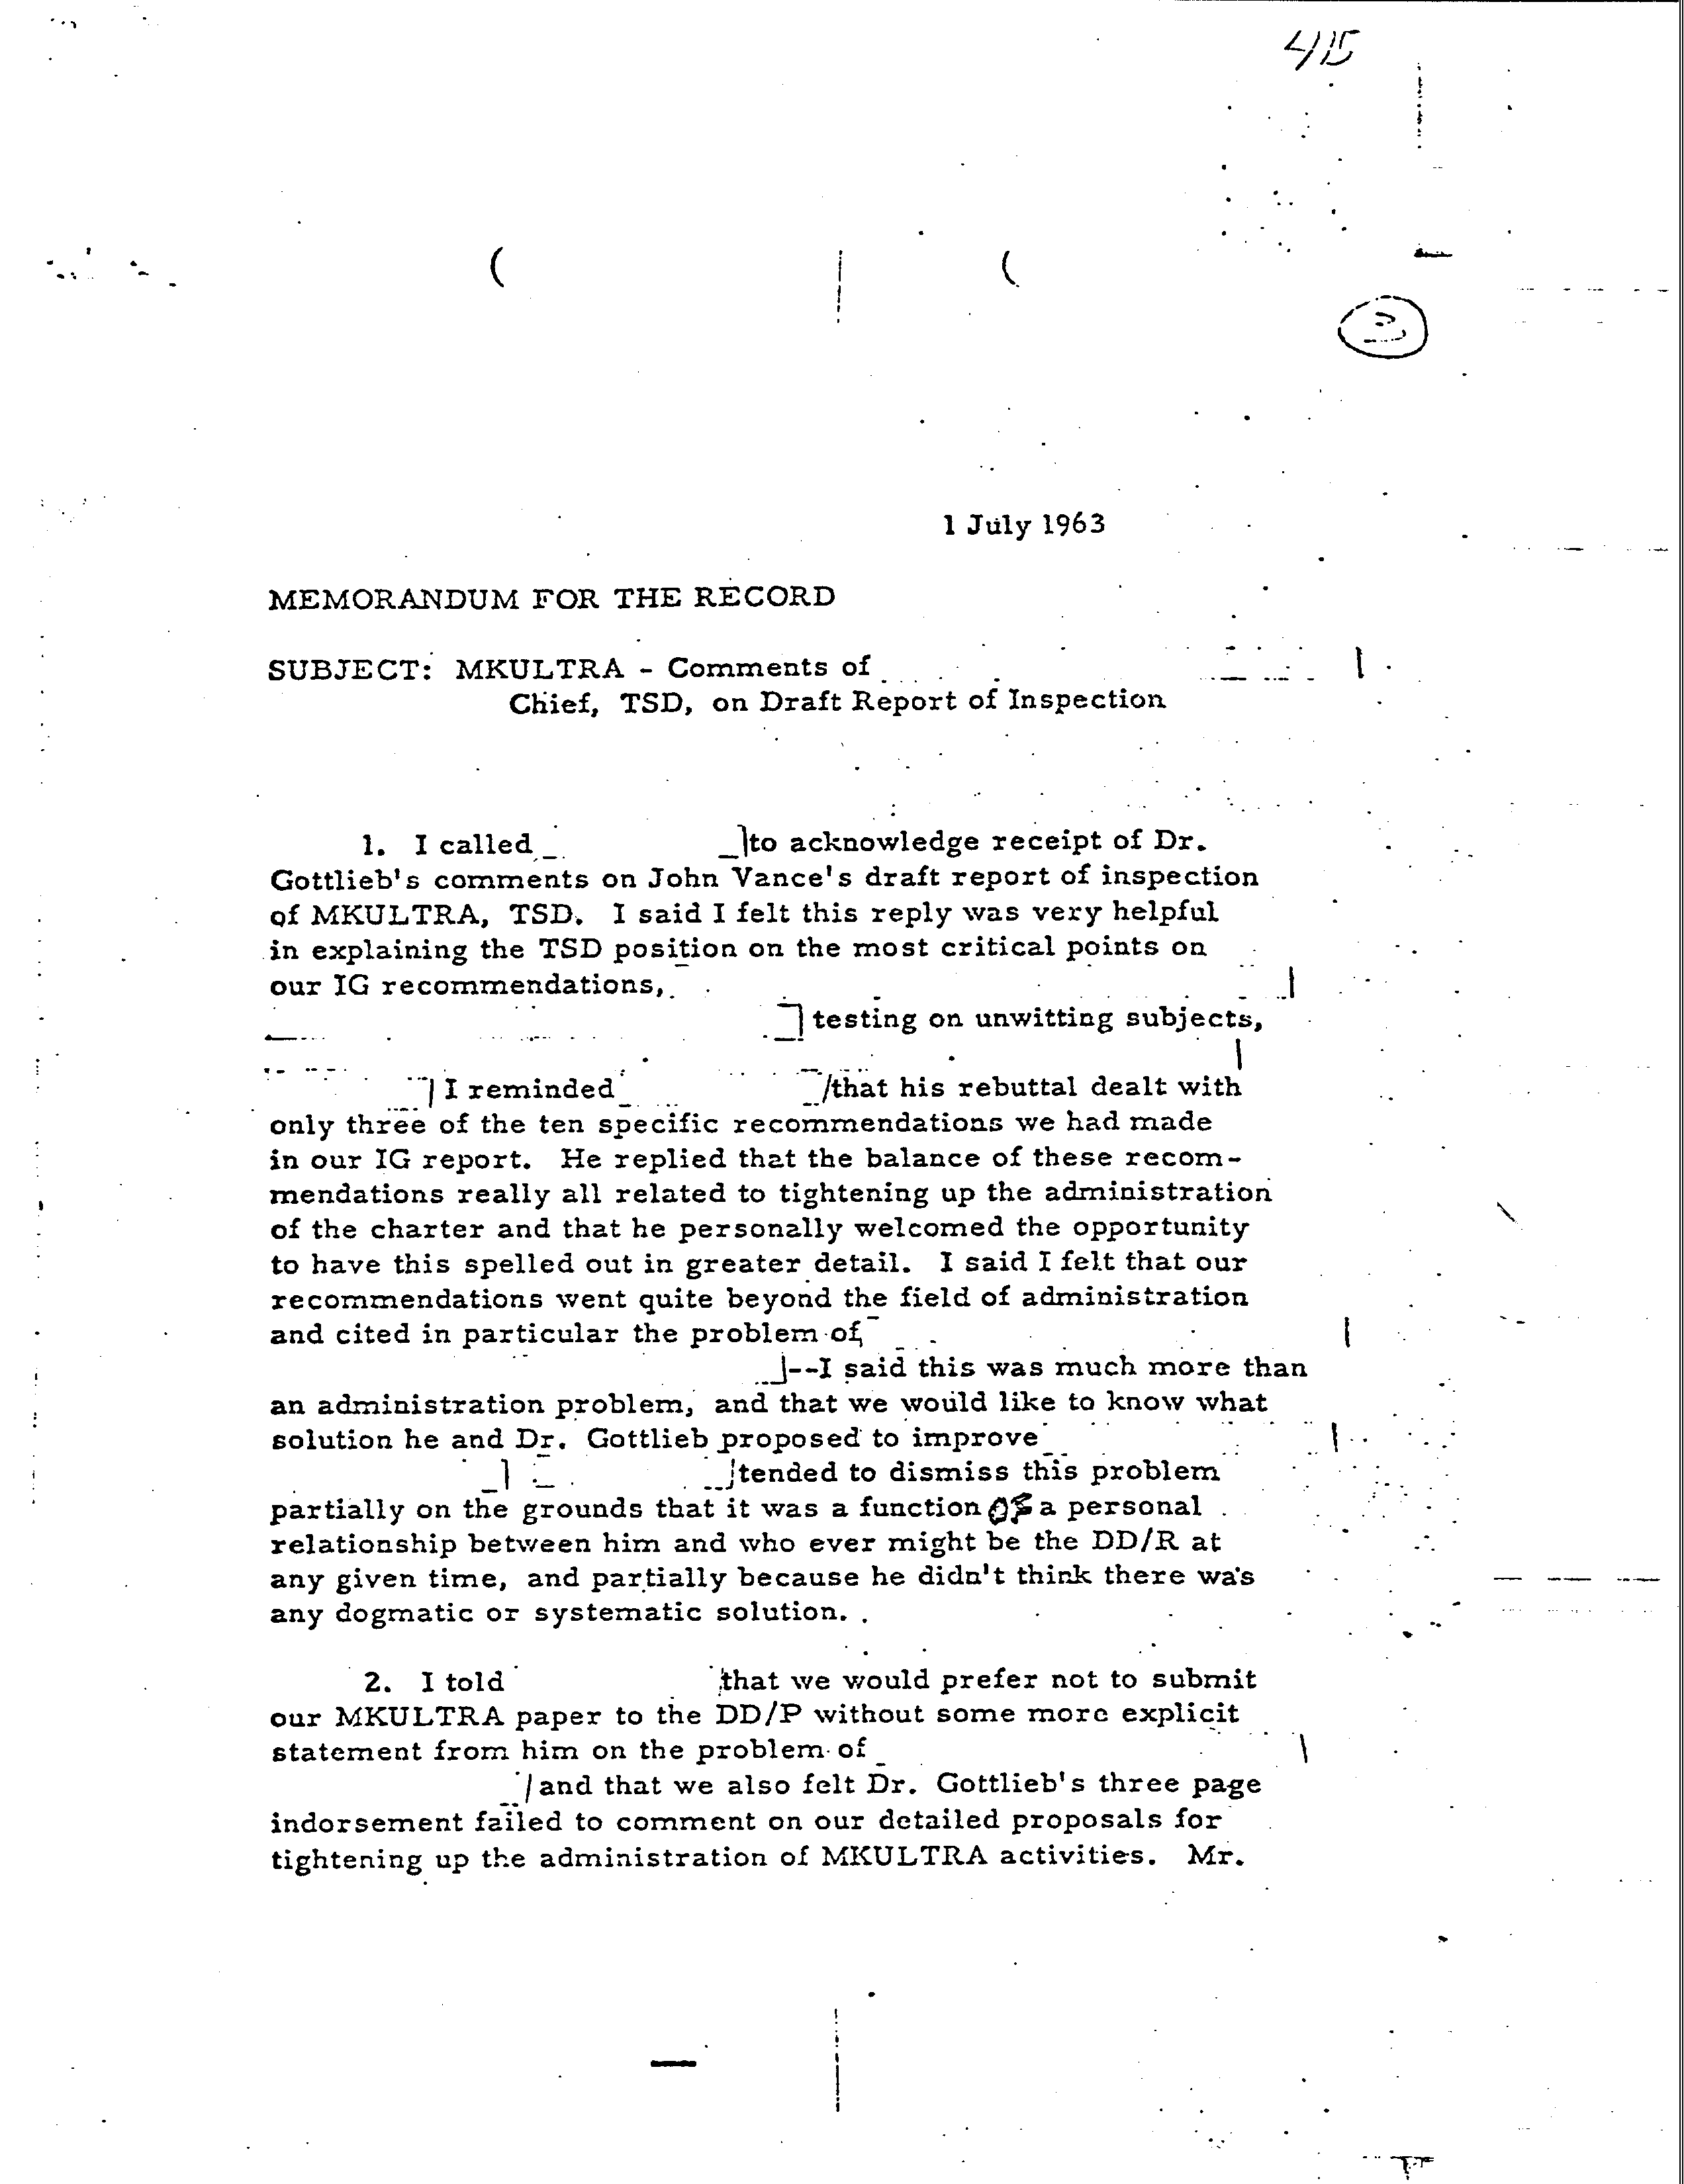 415
1 July 1963
MEMORANDUM FOR THE RECORD
SUBJECT: MKULTRA - Comments of
Chief, TSD, on Draft Report of Inspection
1. I called to acknowledge receipt of Dr.
Gottlieb's comments on John Vance's draft report of inspection
of MKULTRA, TSD. I said I felt this reply was very helpful
in explaining the TSD position on the most critical points on
our IG recommendations,
testing on unwitting subjects,
I reminded that his rebuttal dealt with
only three of the ten specific recommendations we had made
in our IG report. He replied that the balance of these recom-
mendations really all related to tightening up the administration
of the charter and that he personally welcomed the opportunity
to have this spelled out in greater detail. I said I felt that our
recommendations went quite beyond the field of administration
and cited in particular the problem of
--I said this was much more than
an administration problem, and that we would like to know what
solution he and Dr. Gottlieb proposed to improve
tended to dismiss this problem
partially on the grounds that it was a function of a personal
relationship between him and who ever might be the DD/R at
any given time, and partially because he didn't think there was
any dogmatic or systematic solution.
2. I told that we would prefer not to submit
our MKULTRA paper to the DD/P without some more explicit
statement from him on the problem of
and that we also felt Dr. Gottlieb's three page
indorsement failed to comment on our detailed proposals for
tightening up the administration of MKULTRA activities. Mr.